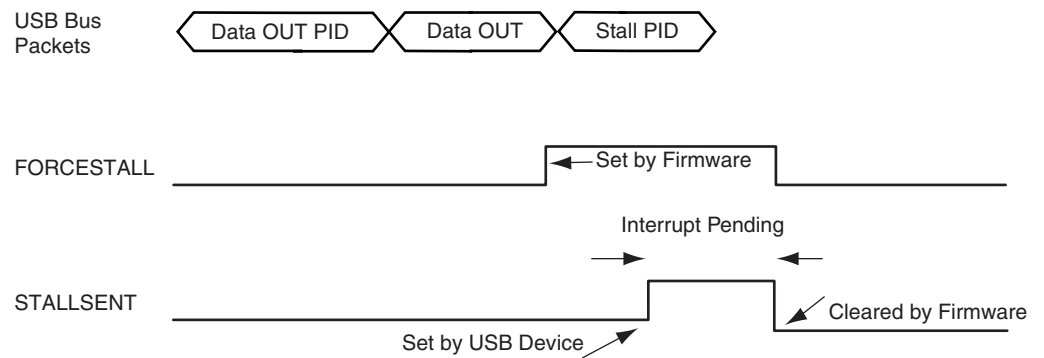 USB Bus
Packets
Data OUT PID
Data OUT
Stall PID
FORCESTALL
Set by Firmware
Interrupt Pending
STALLSENT
Cleared by Firmware
Set by USB Device